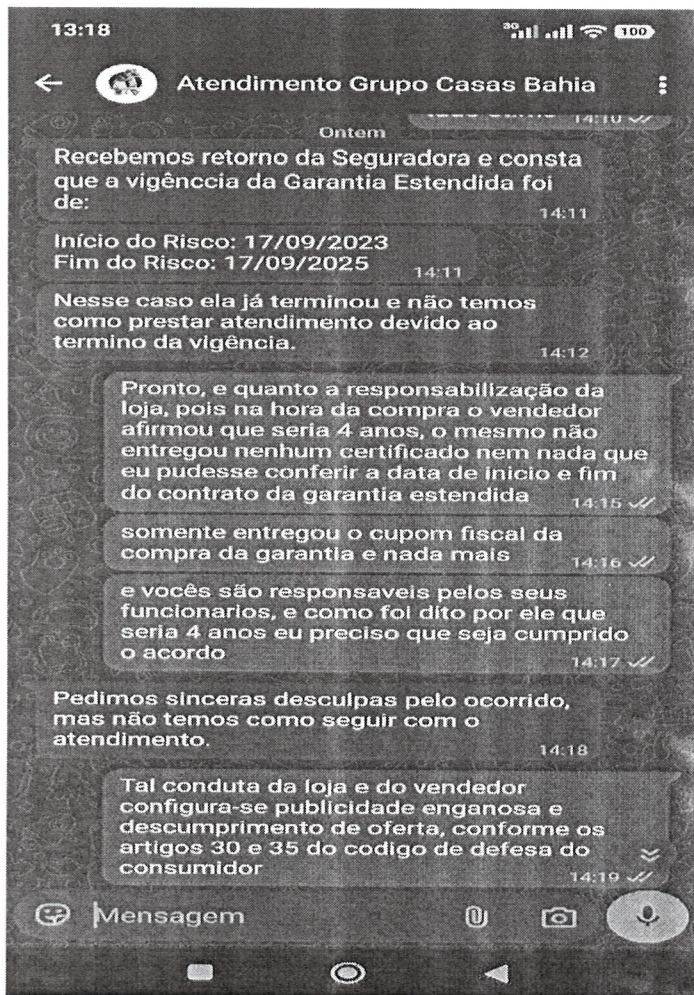 13:18
3G
100
Atendimento Grupo Casas Bahia
14:10
Ontem
Recebemos retorno da Seguradora e consta
que a vigênccia da Garantia Estendida foi
de:
14:11
Início do Risco: 17/09/2023
Fim do Risco: 17/09/2025
14:11
Nesse caso ela já terminou e não temos
como prestar atendimento devido ao
termino da vigência.
14:12
Pronto, e quanto a responsabilização da
loja, pois na hora da compra o vendedor
afirmou que seria 4 anos, o mesmo não
entregou nenhum certificado nem nada que
eu pudesse conferir a data de inicio e fim
do contrato da garantia estendida
14:15
somente entregou o cupom fiscal da
compra da garantia e nada mais
14:16
e vocês são responsaveis pelos seus
funcionarios, e como foi dito por ele que
seria 4 anos eu preciso que seja cumprido
o acordo
14:17
Pedimos sinceras desculpas pelo ocorrido,
mas não temos como seguir com o
atendimento.
14:18
Tal conduta da loja e do vendedor
configura-se publicidade enganosa e
descumprimento de oferta, conforme os
artigos 30 e 35 do codigo de defesa do
consumidor
14:19
Mensagem